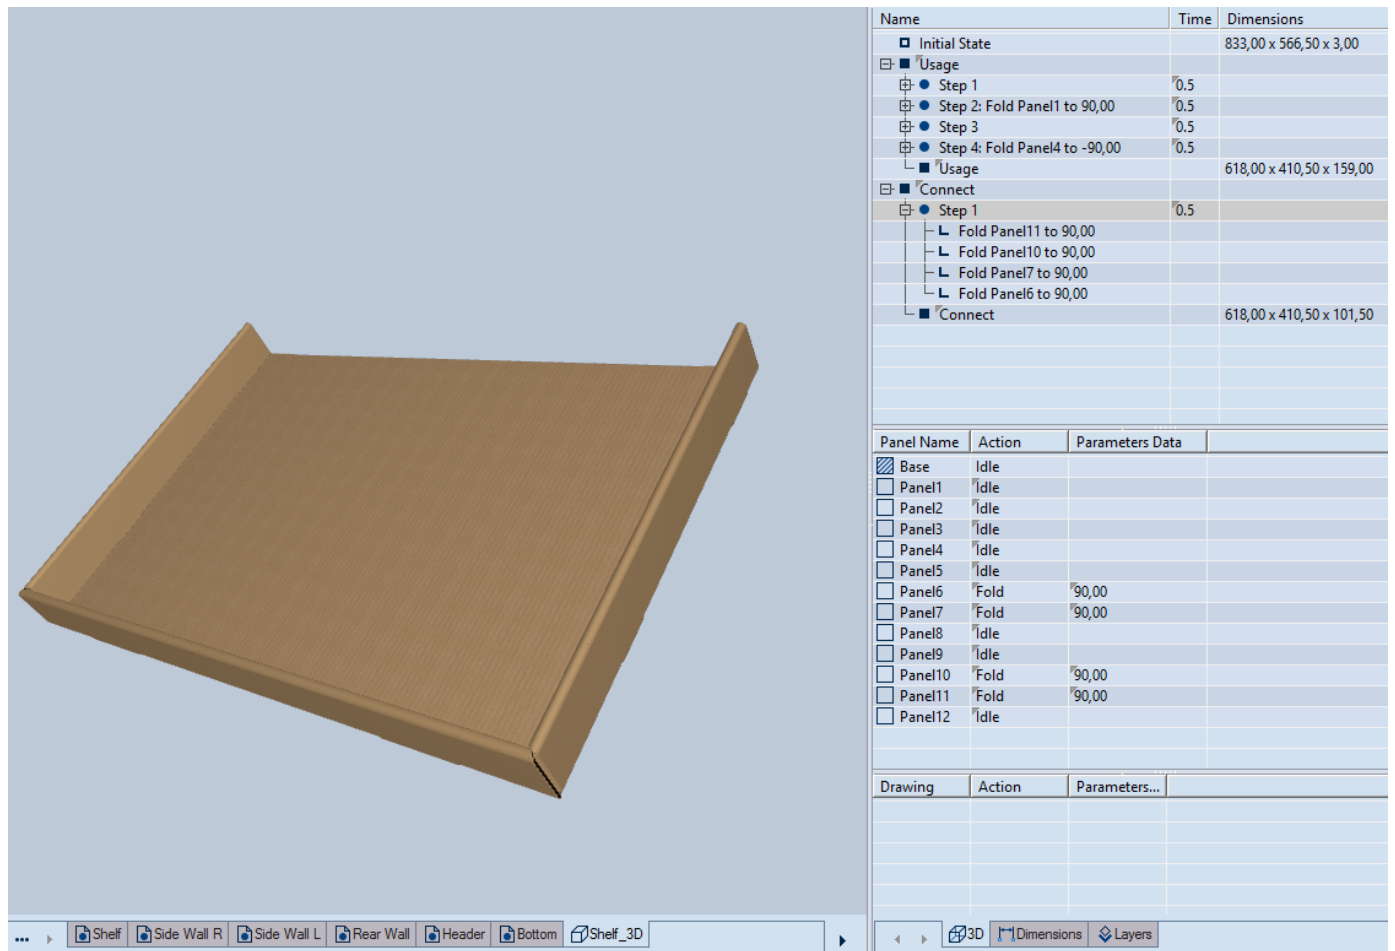 Name Time Dimensions
Initial State 833,00 x 566,50 x 3,00
Usage
Step 1 0.5
Step 2: Fold Panel1 to 90,00 0.5
Step 3 0.5
Step 4: Fold Panel4 to -90,00 0.5
Usage 618,00 x 410,50 x 159,00
Connect
Step 1 0.5
Fold Panel11 to 90,00
Fold Panel10 to 90,00
Fold Panel7 to 90,00
Fold Panel6 to 90,00
Connect 618,00 x 410,50 x 101,50
Panel Name Action Parameters Data
Base Idle
Panel1 Idle
Panel2 Idle
Panel3 Idle
Panel4 Idle
Panel5 Idle
Panel6 Fold 90,00
Panel7 Fold 90,00
Panel8 Idle
Panel9 Idle
Panel10 Fold 90,00
Panel11 Fold 90,00
Panel12 Idle
Drawing Action Parameters...
... Shelf Side Wall R Side Wall L Rear Wall Header Bottom Shelf_3D
3D Dimensions Layers